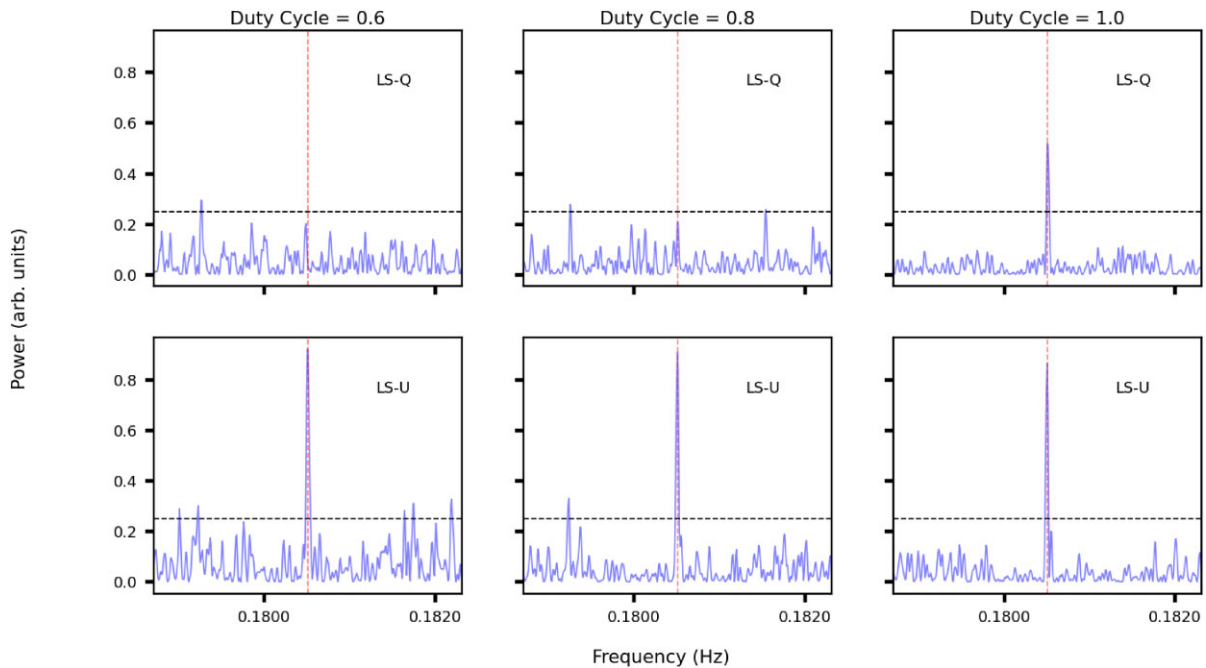 Duty Cycle = 0.6
Duty Cycle = 0.8
Duty Cycle = 1.0
Power (arb. units)
0.8
0.6
0.4
0.2
0.0
LS-Q
LS-Q
LS-Q
0.8
0.6
0.4
0.2
0.0
LS-U
LS-U
LS-U
0.1800
0.1820
0.1800
0.1820
0.1800
0.1820
Frequency (Hz)